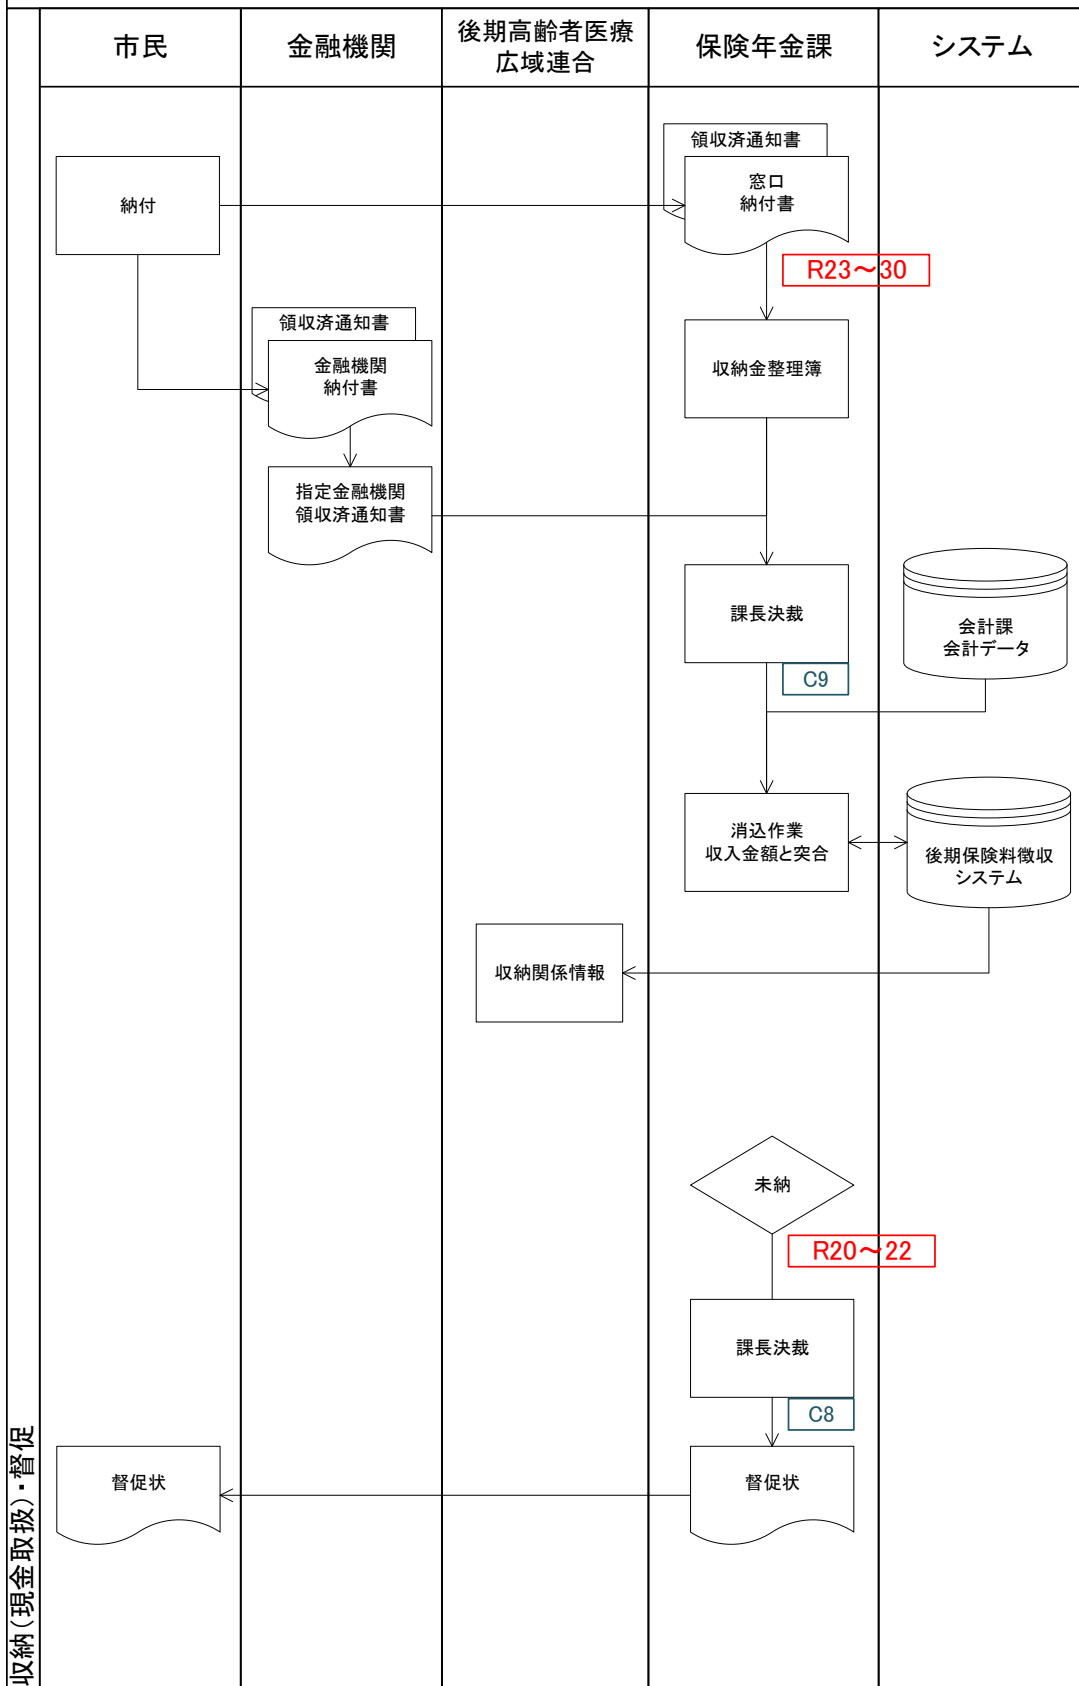 市民
金融機関
後期高齢者医療
広域連合
保険年金課
システム
領収済通知書
窓口
納付書
納付
R23～30
領収済通知書
金融機関
納付書
収納金整理簿
指定金融機関
領収済通知書
課長決裁
会計課
会計データ
C9
消込作業
収入金額と突合
後期保険料徴収
システム
収納関係情報
未納
R20～22
課長決裁
C8
督促状
督促状
収納(現金取扱)・督促